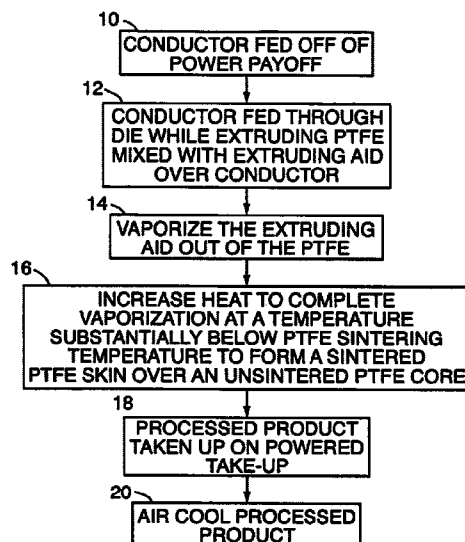 10
CONDUCTOR FED OFF OF
POWER PAYOFF
12
CONDUCTOR FED THROUGH
DIE WHILE EXTRUDING PTFE
MIXED WITH EXTRUDING AID
OVER CONDUCTOR
14
VAPORIZE THE EXTRUDING
AID OUT OF THE PTFE
16
INCREASE HEAT TO COMPLETE
VAPORIZATION AT A TEMPERATURE
SUBSTANTIALLY BELOW PTFE SINTERING
TEMPERATURE TO FORM A SINTERED
PTFE SKIN OVER AN UNSINTERED PTFE CORE
18
PROCESSED PRODUCT
TAKEN UP ON POWERED
TAKE-UP
20
AIR COOL PROCESSED
PRODUCT